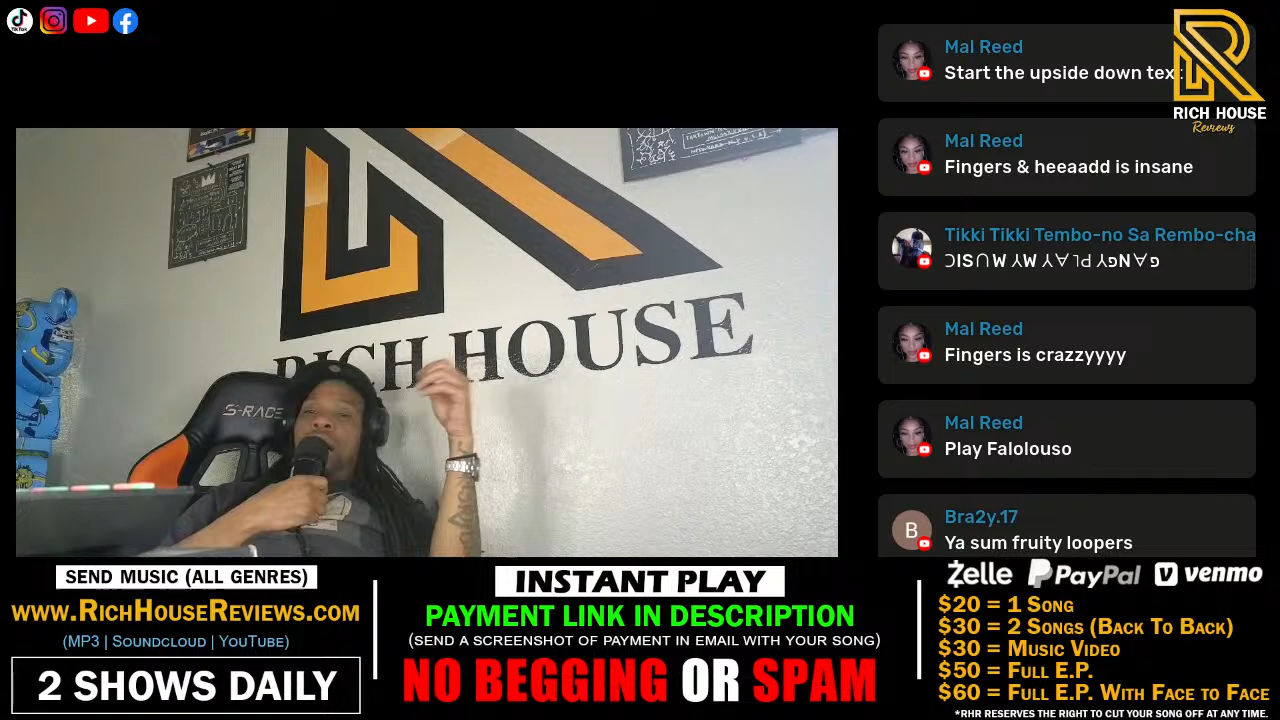 Mal Reed
Start the upside down text
Mal Reed
Fingers & heeaadd is insane
Tikki Tikki Tembo-no Sa Rembo-cha
ƆIS∩W ⅄W ⅄∀˥Ԁ ⅄פN∀פ
Mal Reed
Fingers is crazzyyyy
Mal Reed
Play Falolouso
B
Bra2y.17
Ya sum fruity loopers
RICH HOUSE
Reviews
TikTok
RICH HOUSE
S-RACE
SEND MUSIC (ALL GENRES)
www.RichHouseReviews.com
(MP3 | Soundcloud | YouTube)
2 SHOWS DAILY
INSTANT PLAY
PAYMENT LINK IN DESCRIPTION
(SEND A SCREENSHOT OF PAYMENT IN EMAIL WITH YOUR SONG)
NO BEGGING OR SPAM
Zelle PayPal venmo
$20 = 1 Song
$30 = 2 Songs (Back To Back)
$30 = Music Video
$50 = Full E.P.
$60 = Full E.P. With Face to Face
*RHR RESERVES THE RIGHT TO CUT YOUR SONG OFF AT ANY TIME.